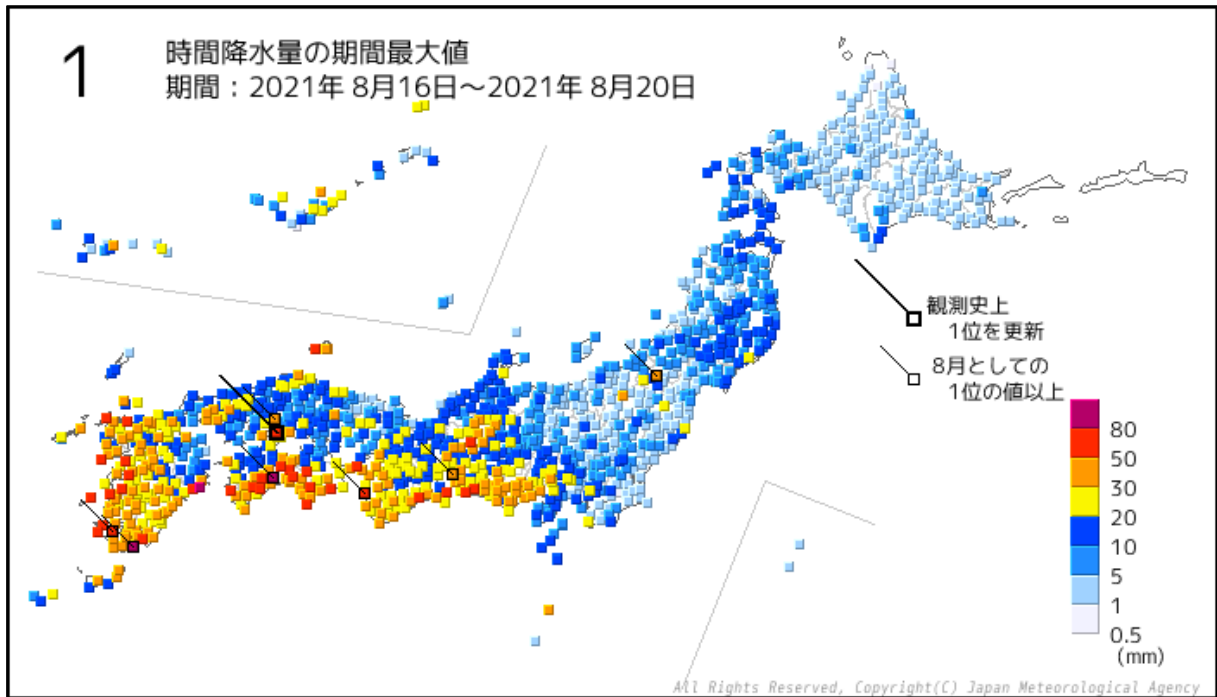 1
時間降水量の期間最大値
期間：2021年 8月16日～2021年 8月20日
観測史上
1位を更新
8月としての
1位の値以上
80
50
30
20
10
5
1
0.5
(mm)
All Rights Reserved, Copyright(C) Japan Meteorological Agency